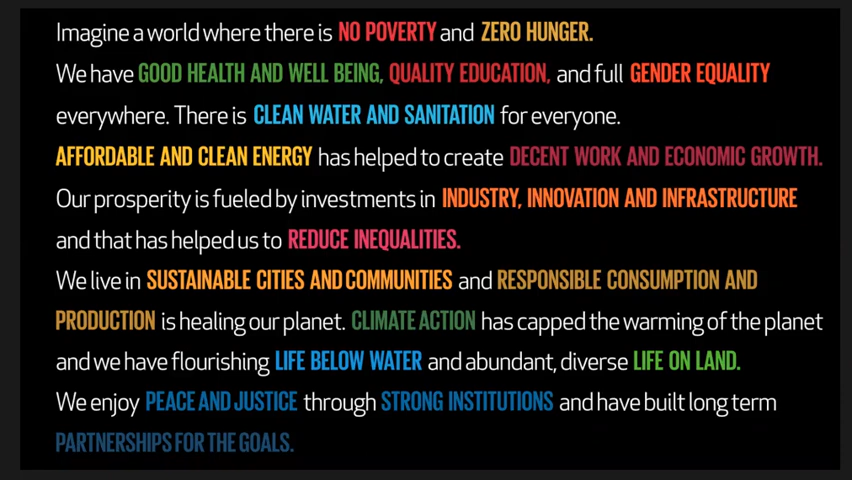 Imagine a world where there is NO POVERTY and ZERO HUNGER.
We have GOOD HEALTH AND WELL BEING, QUALITY EDUCATION, and full GENDER EQUALITY
everywhere. There is CLEAN WATER AND SANITATION for everyone.
AFFORDABLE AND CLEAN ENERGY has helped to create DECENT WORK AND ECONOMIC GROWTH.
Our prosperity is fueled by investments in INDUSTRY, INNOVATION AND INFRASTRUCTURE
and that has helped us to REDUCE INEQUALITIES.
We live in SUSTAINABLE CITIES AND COMMUNITIES and RESPONSIBLE CONSUMPTION AND
PRODUCTION is healing our planet. CLIMATE ACTION has capped the warming of the planet
and we have flourishing LIFE BELOW WATER and abundant, diverse LIFE ON LAND.
We enjoy PEACE AND JUSTICE through STRONG INSTITUTIONS and have built long term
PARTNERSHIPS FOR THE GOALS.